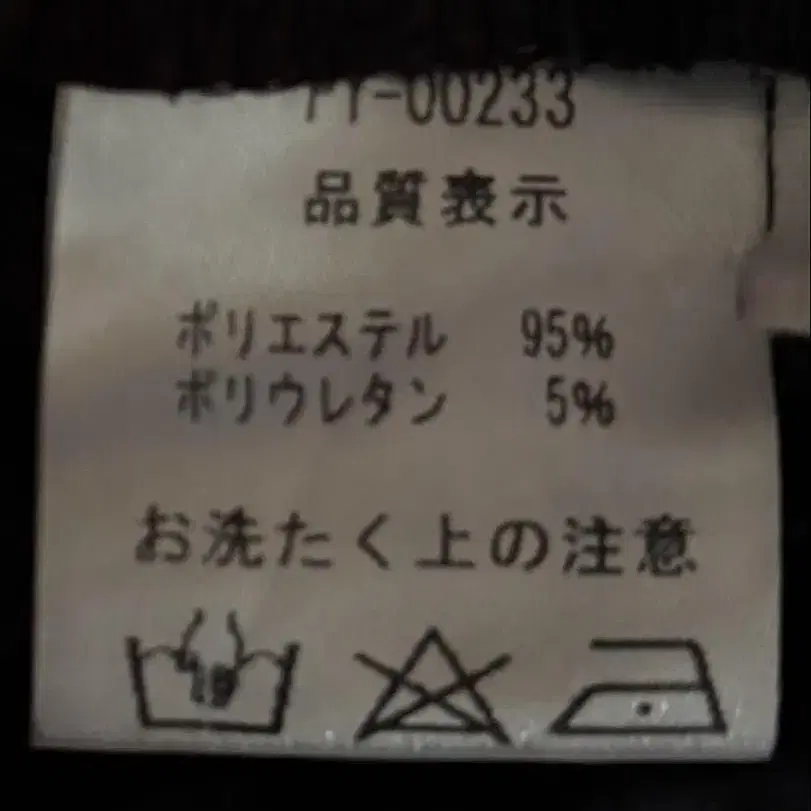 -00233
品質表示
ポリエステル 95%
ポリウレタン 5%
お洗たく上の注意